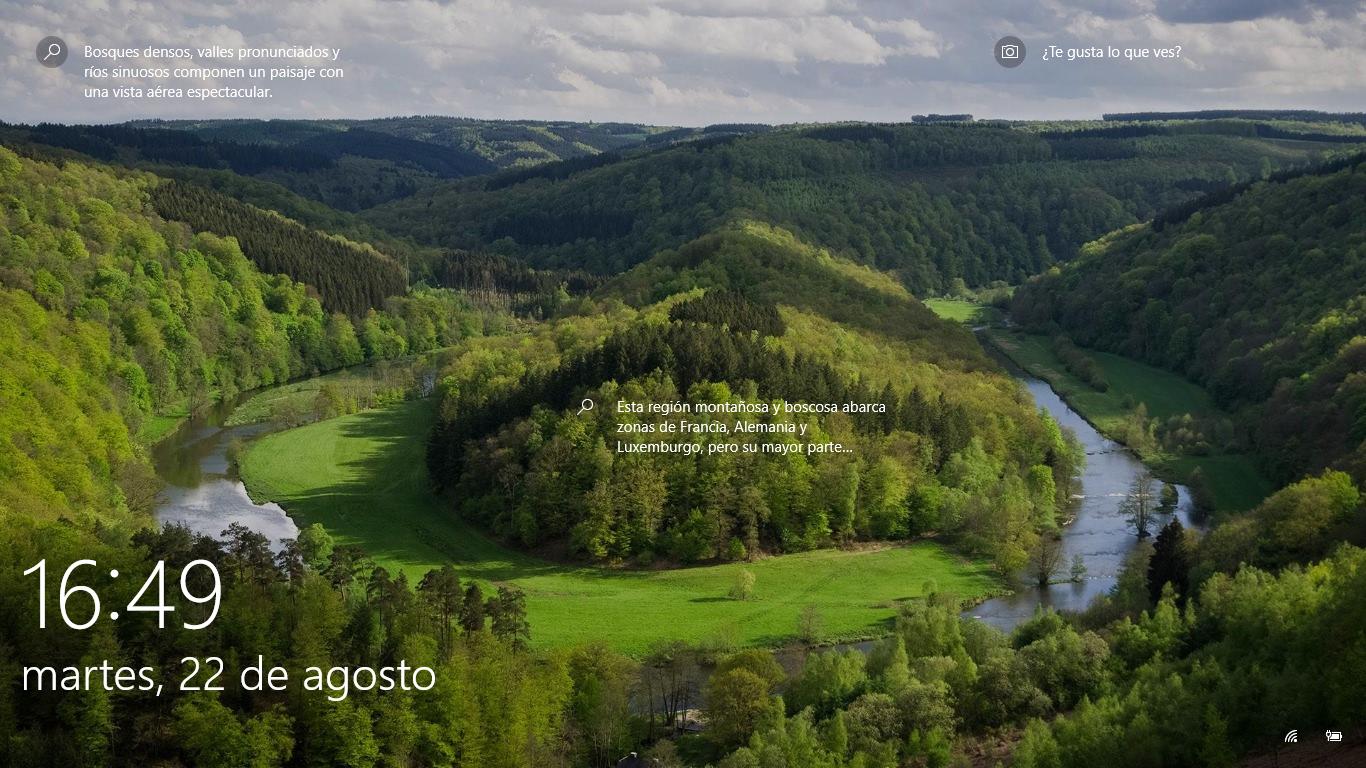 Bosques densos, valles pronunciados y
ríos sinuosos componen un paisaje con
una vista aérea espectacular.
¿Te gusta lo que ves?
Esta región montañosa y boscosa abarca
zonas de Francia, Alemania y
Luxemburgo, pero su mayor parte...
16:49
martes, 22 de agosto